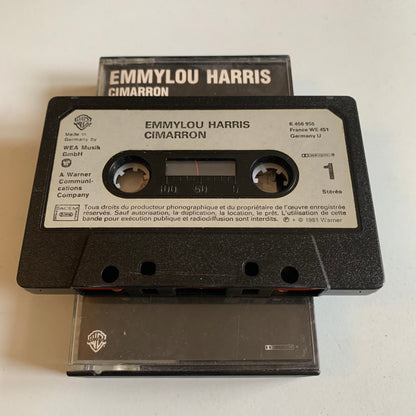 EMMYLOU HARRIS
CIMARRON
EMMYLOU HARRIS
CIMARRON
Made in
Germany by
WEA Musik
GmbH
A Warner
Communi-
cations
Company
France WE 451
Germany U
1
Stéréo
100 50 0
SACEM
Tous droits du producteur phonographique et du propriétaire de l'œuvre enregistrée
réservés. Sauf autorisation, la duplication, la location, le prêt. L'utilisation de cette
bande pour exécution publique et radiodiffusion sont interdits.
℗ + © 1981 Warner